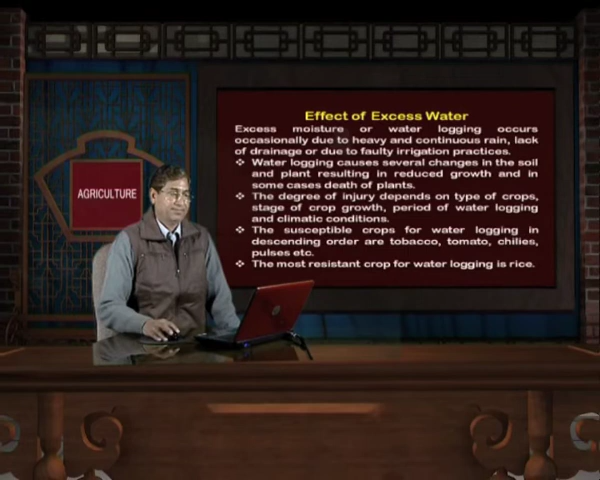 Effect of Excess Water
Excess moisture or water logging occurs
occasionally due to heavy and continuous rain, lack
of drainage or due to faulty irrigation practices.
❖ Water logging causes several changes in the soil
and plant resulting in reduced growth and in
some cases death of plants.
❖ The degree of injury depends on type of crops,
stage of crop growth, period of water logging
and climatic conditions.
❖ The susceptible crops for water logging in
descending order are tobacco, tomato, chilies,
pulses etc.
❖ The most resistant crop for water logging is rice.
AGRICULTURE